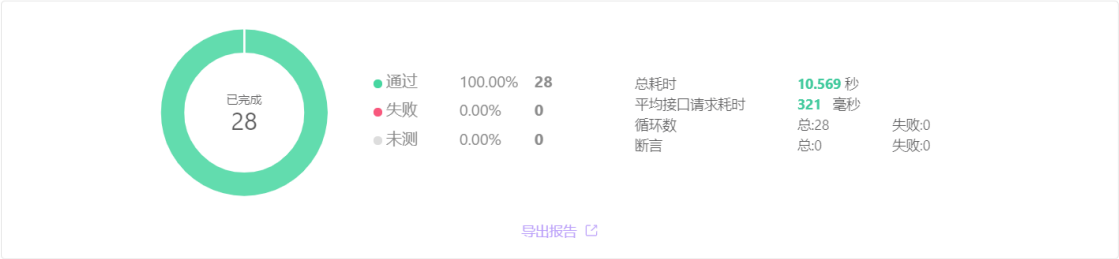 已完成
28
通过 100.00% 28
失败 0.00% 0
未测 0.00% 0
总耗时 10.569 秒
平均接口请求耗时 321 毫秒
循环数 总:28 失败:0
断言 总:0 失败:0
导出报告